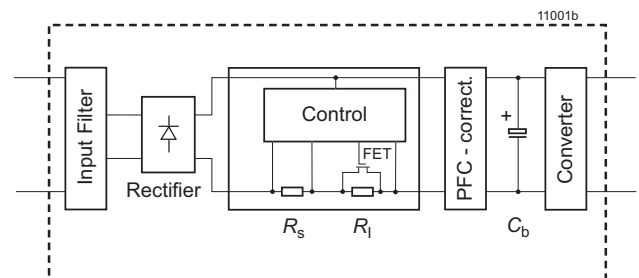 11001b
Input Filter
Rectifier
Control
FET
Rs
Rl
PFC - correct.
+
Cb
Converter